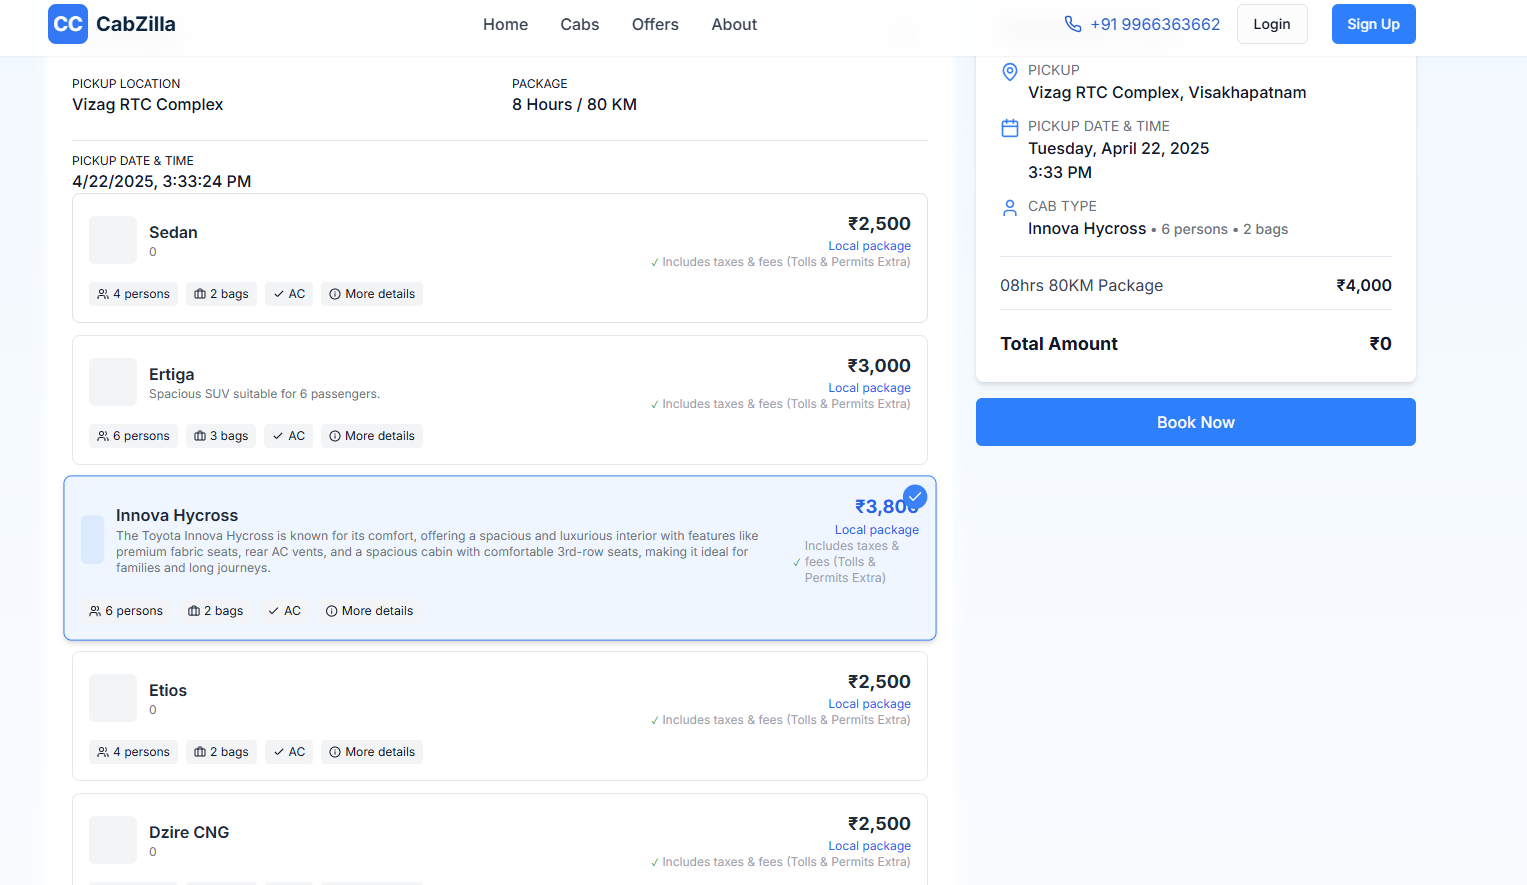 CC CabZilla
Home Cabs Offers About
+91 9966363662 Login Sign Up
PICKUP LOCATION
Vizag RTC Complex
PACKAGE
8 Hours / 80 KM
PICKUP DATE & TIME
4/22/2025, 3:33:24 PM
Sedan
0
₹2,500
Local package
✓ Includes taxes & fees (Tolls & Permits Extra)
4 persons 2 bags AC More details
Ertiga
Spacious SUV suitable for 6 passengers.
₹3,000
Local package
✓ Includes taxes & fees (Tolls & Permits Extra)
6 persons 3 bags AC More details
Innova Hycross
The Toyota Innova Hycross is known for its comfort, offering a spacious and luxurious interior with features like
premium fabric seats, rear AC vents, and a spacious cabin with comfortable 3rd-row seats, making it ideal for
families and long journeys.
₹3,800
Local package
Includes taxes &
✓ fees (Tolls &
Permits Extra)
6 persons 2 bags AC More details
Etios
0
₹2,500
Local package
✓ Includes taxes & fees (Tolls & Permits Extra)
4 persons 2 bags AC More details
Dzire CNG
0
₹2,500
Local package
✓ Includes taxes & fees (Tolls & Permits Extra)
PICKUP
Vizag RTC Complex, Visakhapatnam
PICKUP DATE & TIME
Tuesday, April 22, 2025
3:33 PM
CAB TYPE
Innova Hycross • 6 persons • 2 bags
08hrs 80KM Package ₹4,000
Total Amount ₹0
Book Now